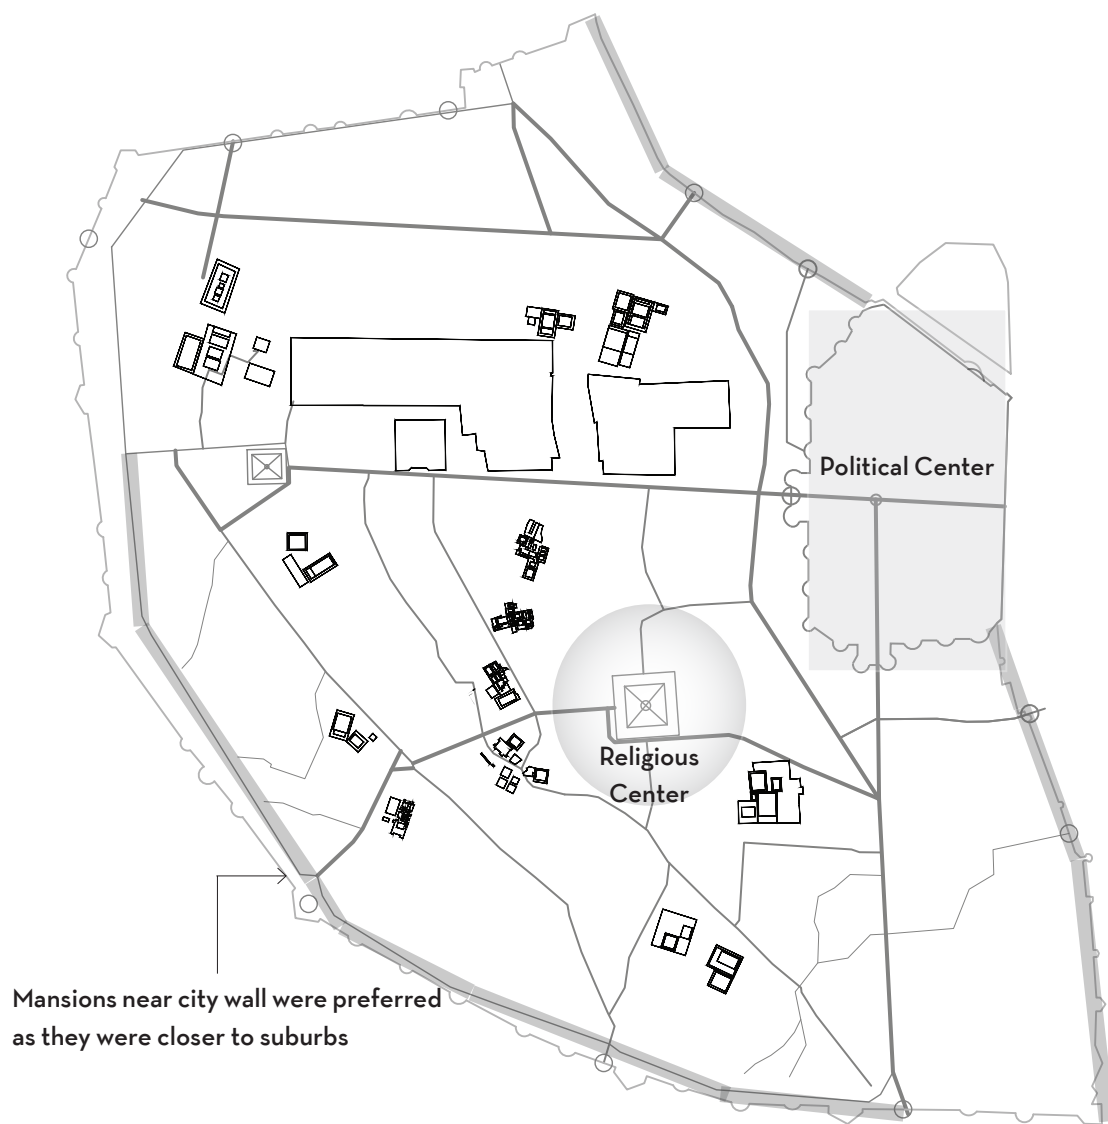 Political Center
Religious
Center
Mansions near city wall were preferred
as they were closer to suburbs